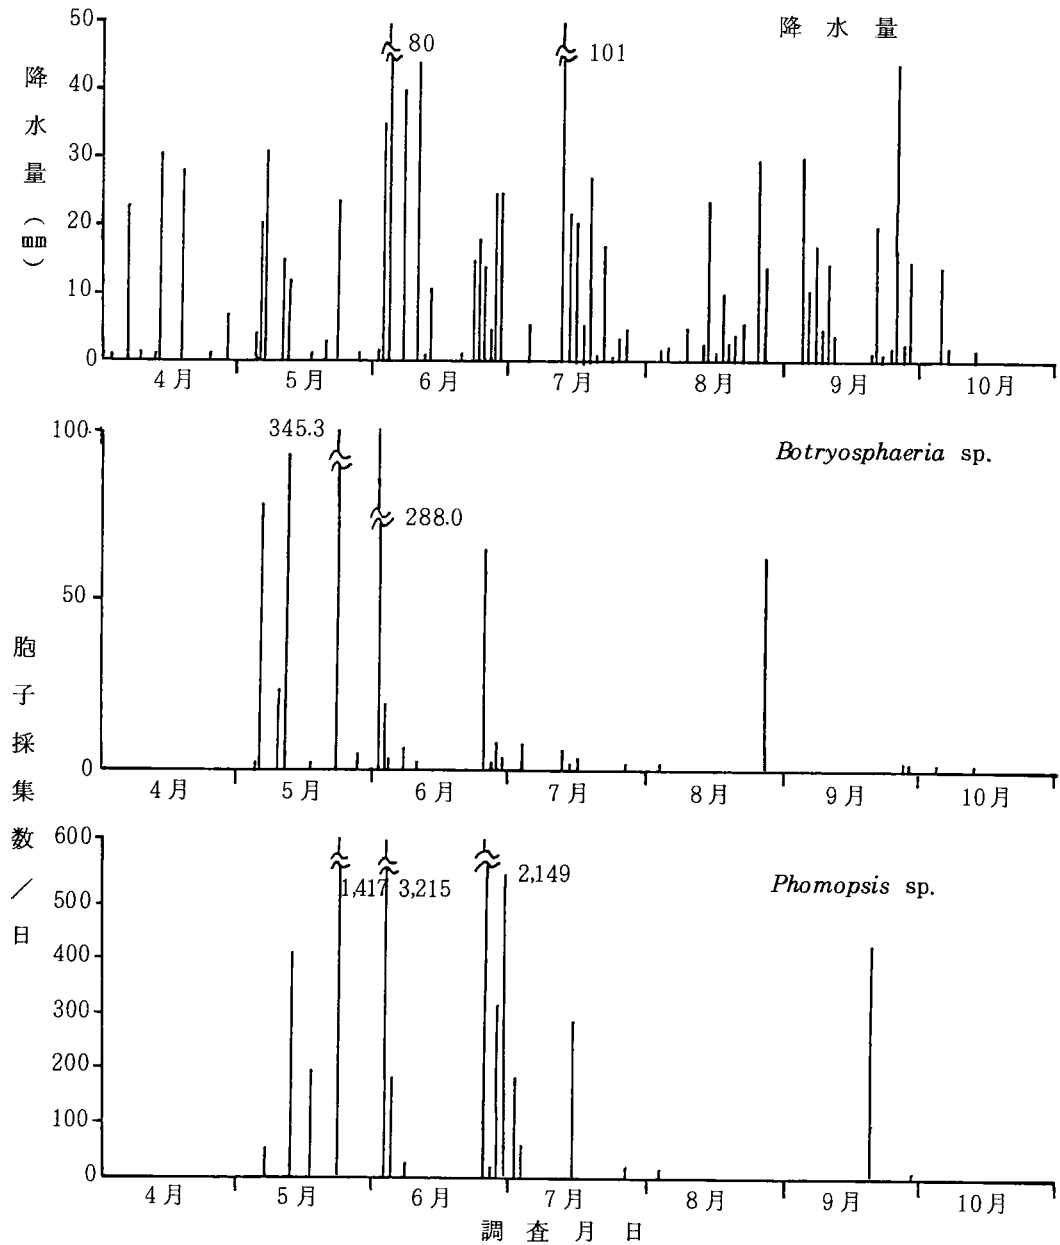 降水量
降水量(mm)
50
40
30
20
10
0
80
101
4月 5月 6月 7月 8月 9月 10月
Botryosphaeria sp.
胞子採集数/日
100
50
0
345.3
288.0
4月 5月 6月 7月 8月 9月 10月
Phomopsis sp.
600
500
400
300
200
100
0
1,417 3,215 2,149
4月 5月 6月 7月 8月 9月 10月
調査月日